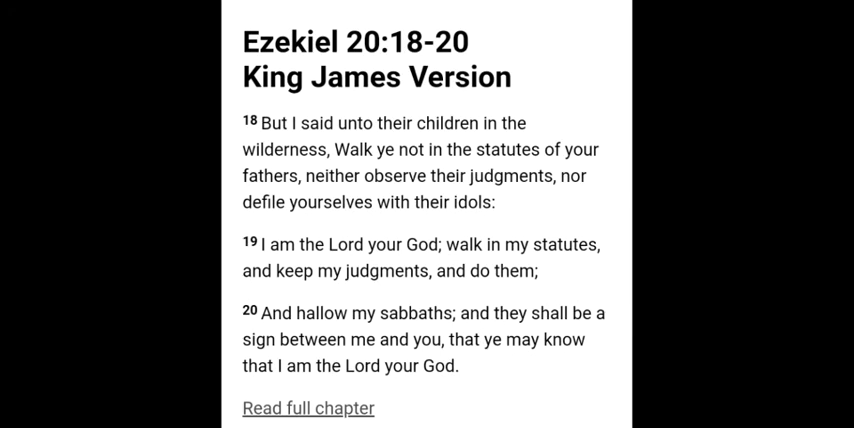 Ezekiel 20:18-20
King James Version
18 But I said unto their children in the
wilderness, Walk ye not in the statutes of your
fathers, neither observe their judgments, nor
defile yourselves with their idols:
19 I am the Lord your God; walk in my statutes,
and keep my judgments, and do them;
20 And hallow my sabbaths; and they shall be a
sign between me and you, that ye may know
that I am the Lord your God.
Read full chapter